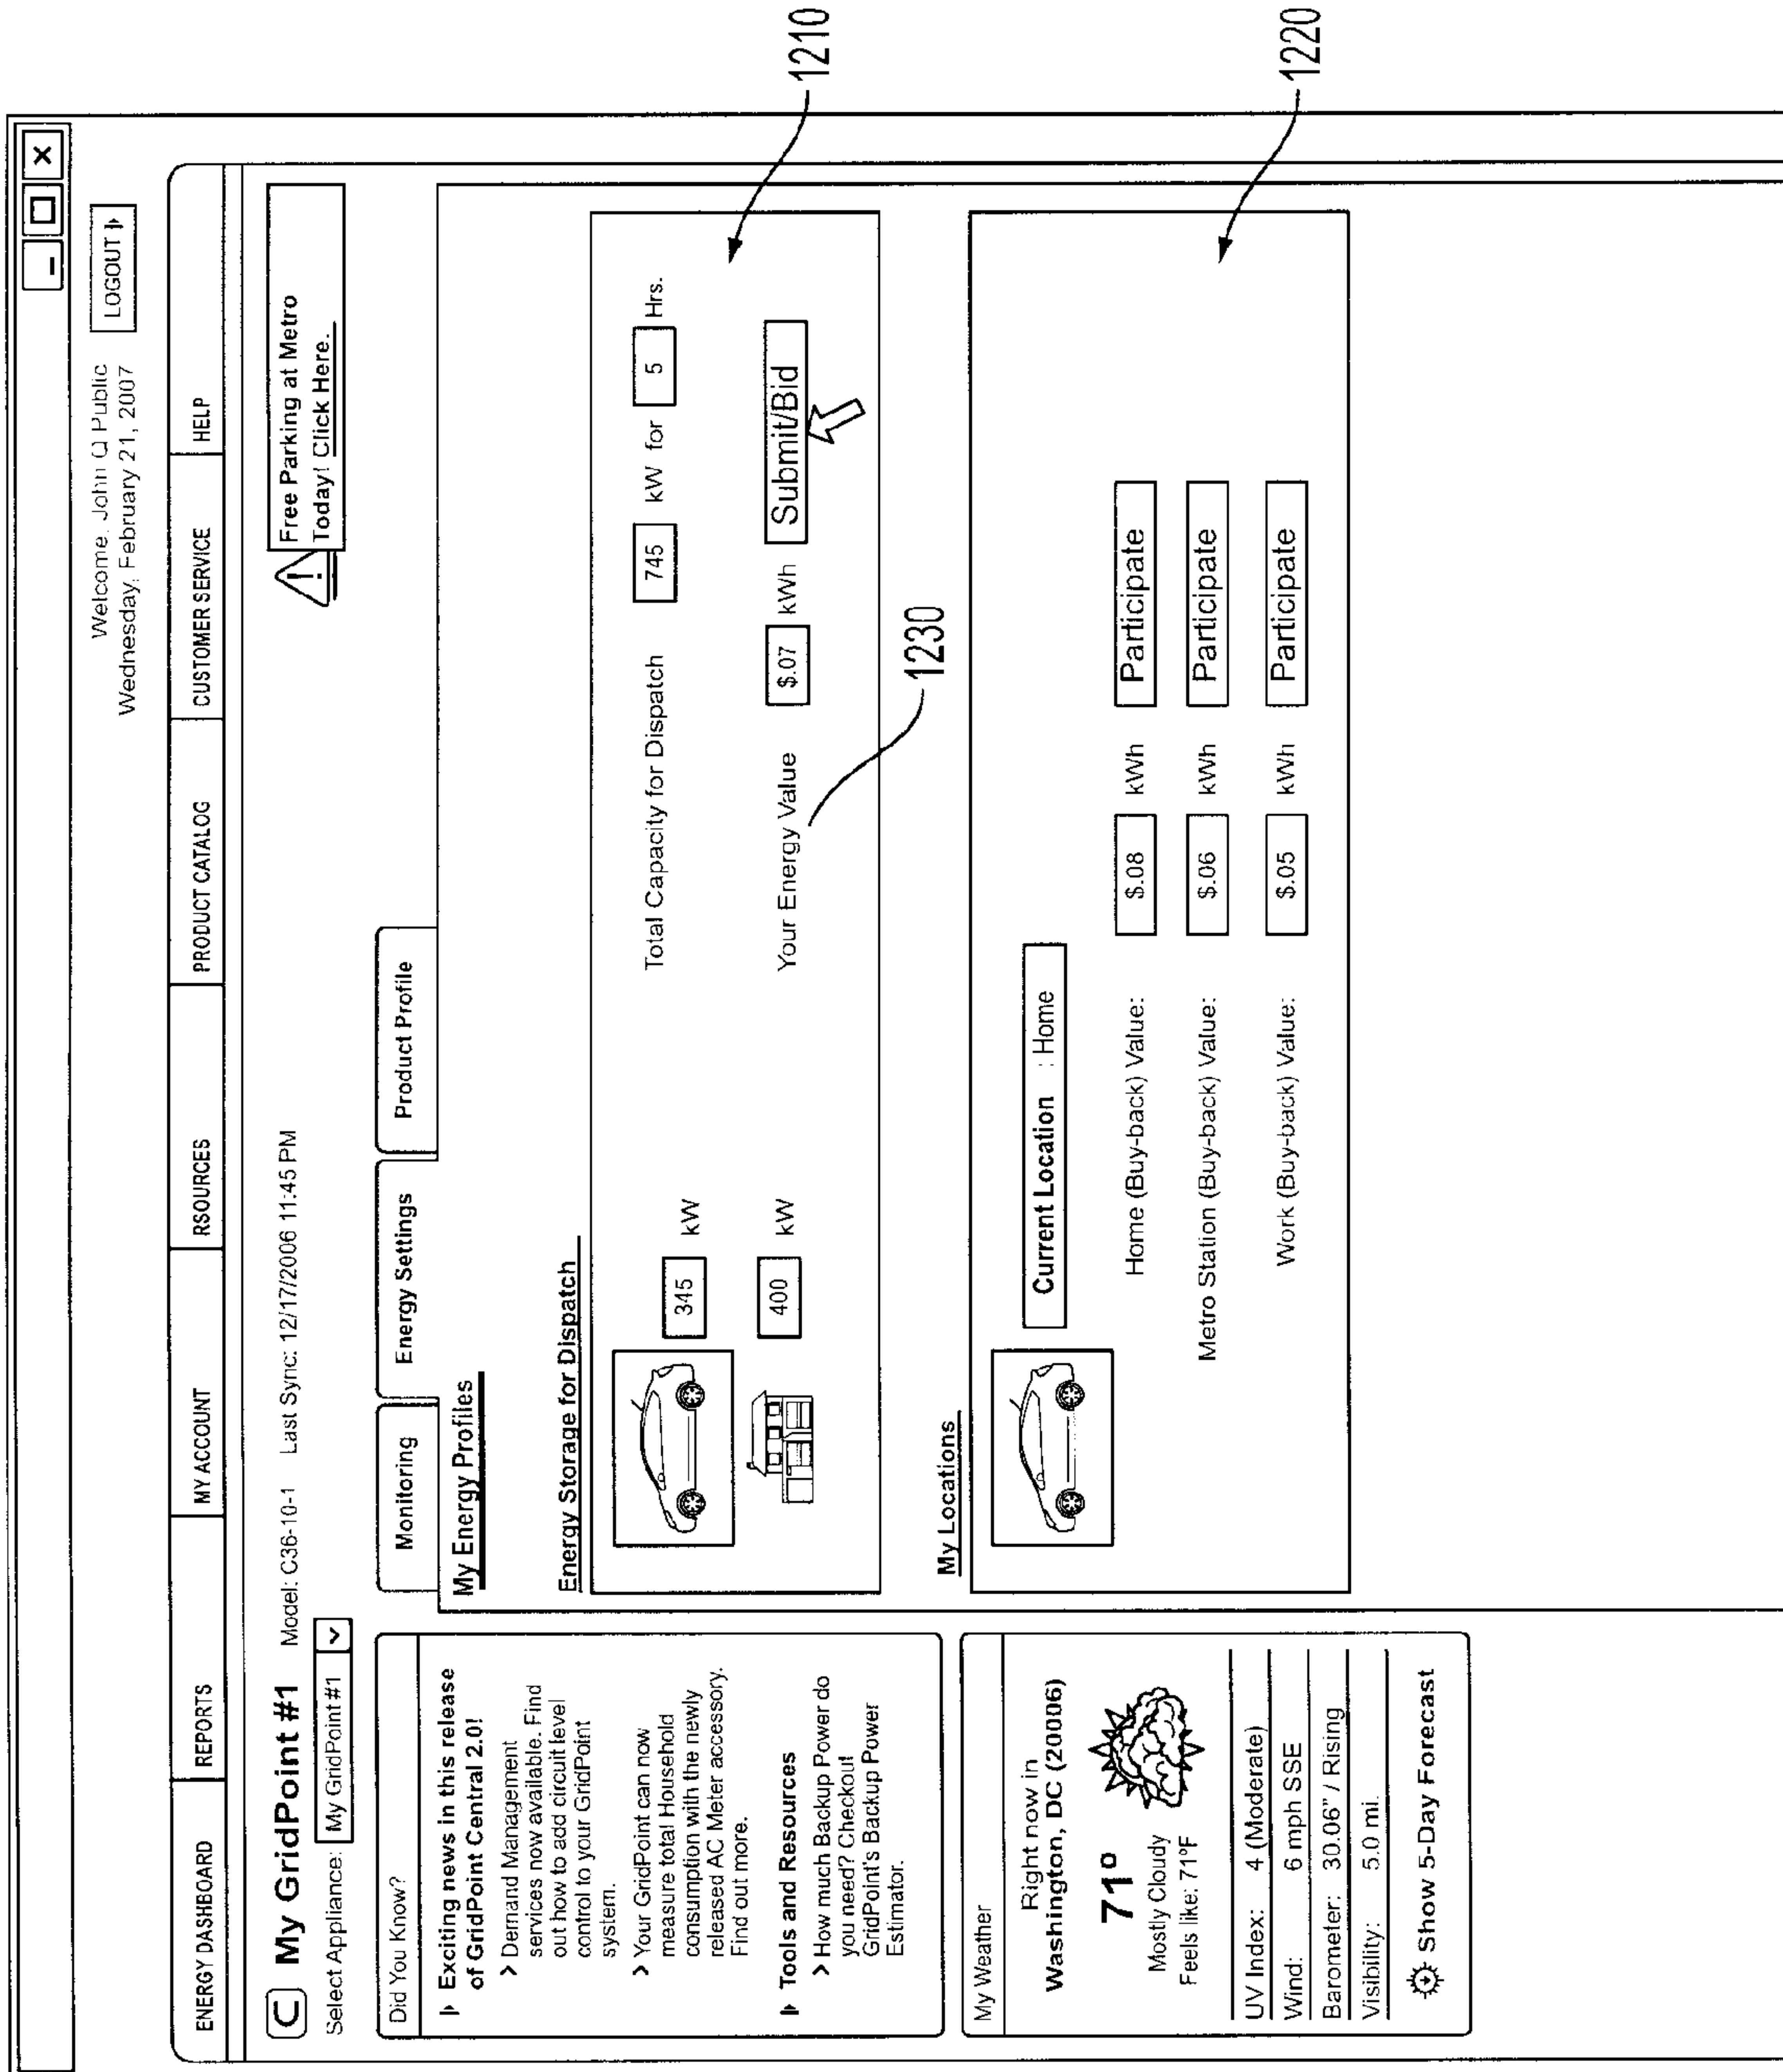 Welcome, John Q Public
Wednesday, February 21, 2007
LOGOUT
ENERGY DASHBOARD
REPORTS
MY ACCOUNT
RSOURCES
PRODUCT CATALOG
CUSTOMER SERVICE
HELP
C My GridPoint #1 Model: C36-10-1 Last Sync: 12/17/2006 11:45 PM
Select Appliance: My GridPoint #1
Free Parking at Metro
Today! Click Here.
Did You Know?
Exciting news in this release
of GridPoint Central 2.0!
> Demand Management
services now available. Find
out how to add circuit level
control to your GridPoint
system.
> Your GridPoint can now
measure total Household
consumption with the newly
released AC Meter accessory.
Find out more.
Tools and Resources
> How much Backup Power do
you need? Checkout
GridPoint's Backup Power
Estimator.
My Weather
Right now in
Washington, DC (20006)
71°
Mostly Cloudy
Feels like: 71°F
UV Index: 4 (Moderate)
Wind: 6 mph SSE
Barometer: 30.06" / Rising
Visibility: 5.0 mi.
Show 5-Day Forecast
Monitoring
Energy Settings
Product Profile
My Energy Profiles
Energy Storage for Dispatch
345 kW
Total Capacity for Dispatch 745 kW for 5 Hrs.
400 kW
Your Energy Value $.07 kWh Submit/Bid
1210
1230
My Locations
Current Location : Home
Home (Buy-back) Value: $.08 kWh Participate
Metro Station (Buy-back) Value: $.06 kWh Participate
Work (Buy-back) Value: $.05 kWh Participate
1220